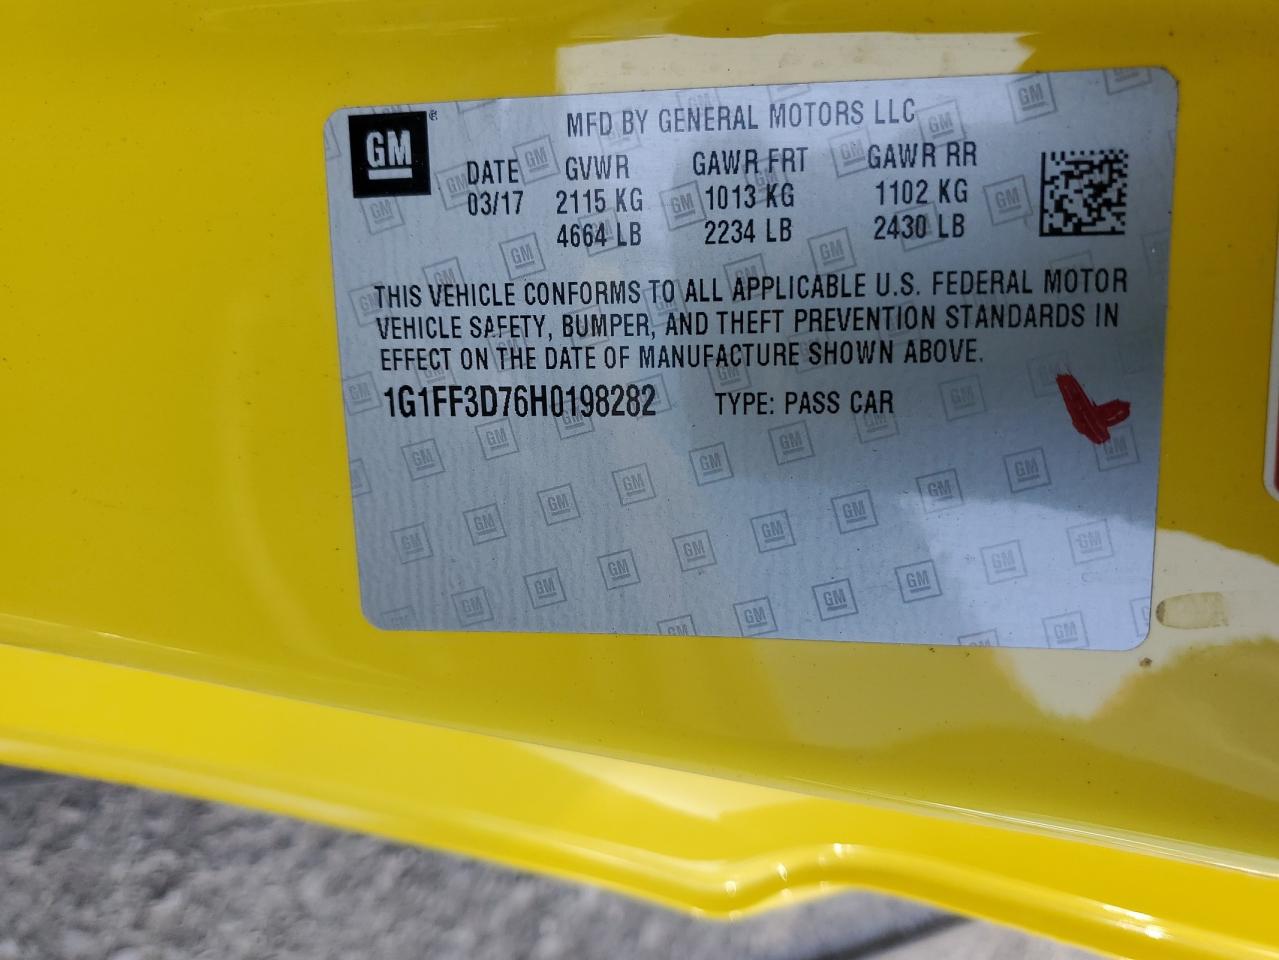 GM®
MFD BY GENERAL MOTORS LLC
DATE GVWR GAWR FRT GAWR RR
03/17 2115 KG 1013 KG 1102 KG
4664 LB 2234 LB 2430 LB
THIS VEHICLE CONFORMS TO ALL APPLICABLE U.S. FEDERAL MOTOR
VEHICLE SAFETY, BUMPER, AND THEFT PREVENTION STANDARDS IN
EFFECT ON THE DATE OF MANUFACTURE SHOWN ABOVE.
1G1FF3D76H0198282 TYPE: PASS CAR